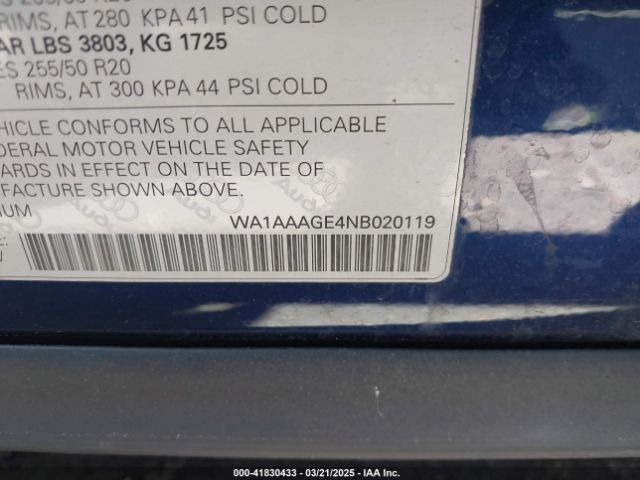 RIMS, AT 280 KPA 41 PSI COLD
AR LBS 3803, KG 1725
ES 255/50 R20
RIMS, AT 300 KPA 44 PSI COLD
HICLE CONFORMS TO ALL APPLICABLE
DERAL MOTOR VEHICLE SAFETY
ARDS IN EFFECT ON THE DATE OF
FACTURE SHOWN ABOVE.
NIUM
WA1AAAGE4NB020119
Audi
000-41830433 - 03/21/2025 - IAA Inc.